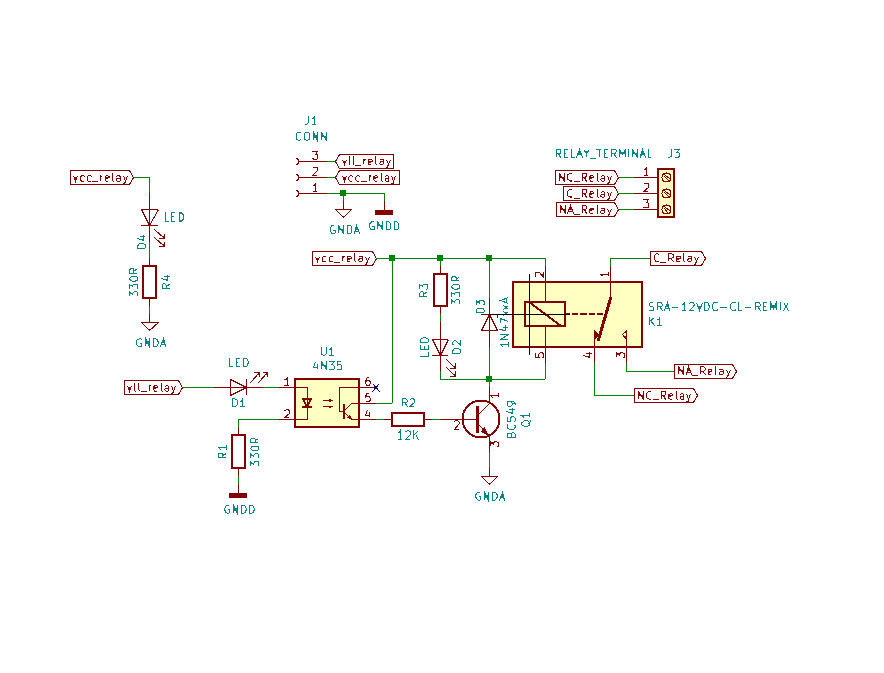 J1
CONN
3 vll_relay
2 vcc_relay
1
GNDA
GNDD
RELAY_TERMINAL J3
NC_Relay 1
C_Relay 2
NA_Relay 3
vcc_relay
LED
D4
330R
R4
GNDA
vcc_relay
R3
330R
LED
D2
D3
1N47xxA
2
5
1
4
3
C_Relay
SRA-12VDC-CL-REMIX
K1
NA_Relay
NC_Relay
vll_relay
LED
D1
U1
4N35
1
2
6
5
4
R1
330R
GNDD
R2
12K
1
2
3
BC549
Q1
GNDA